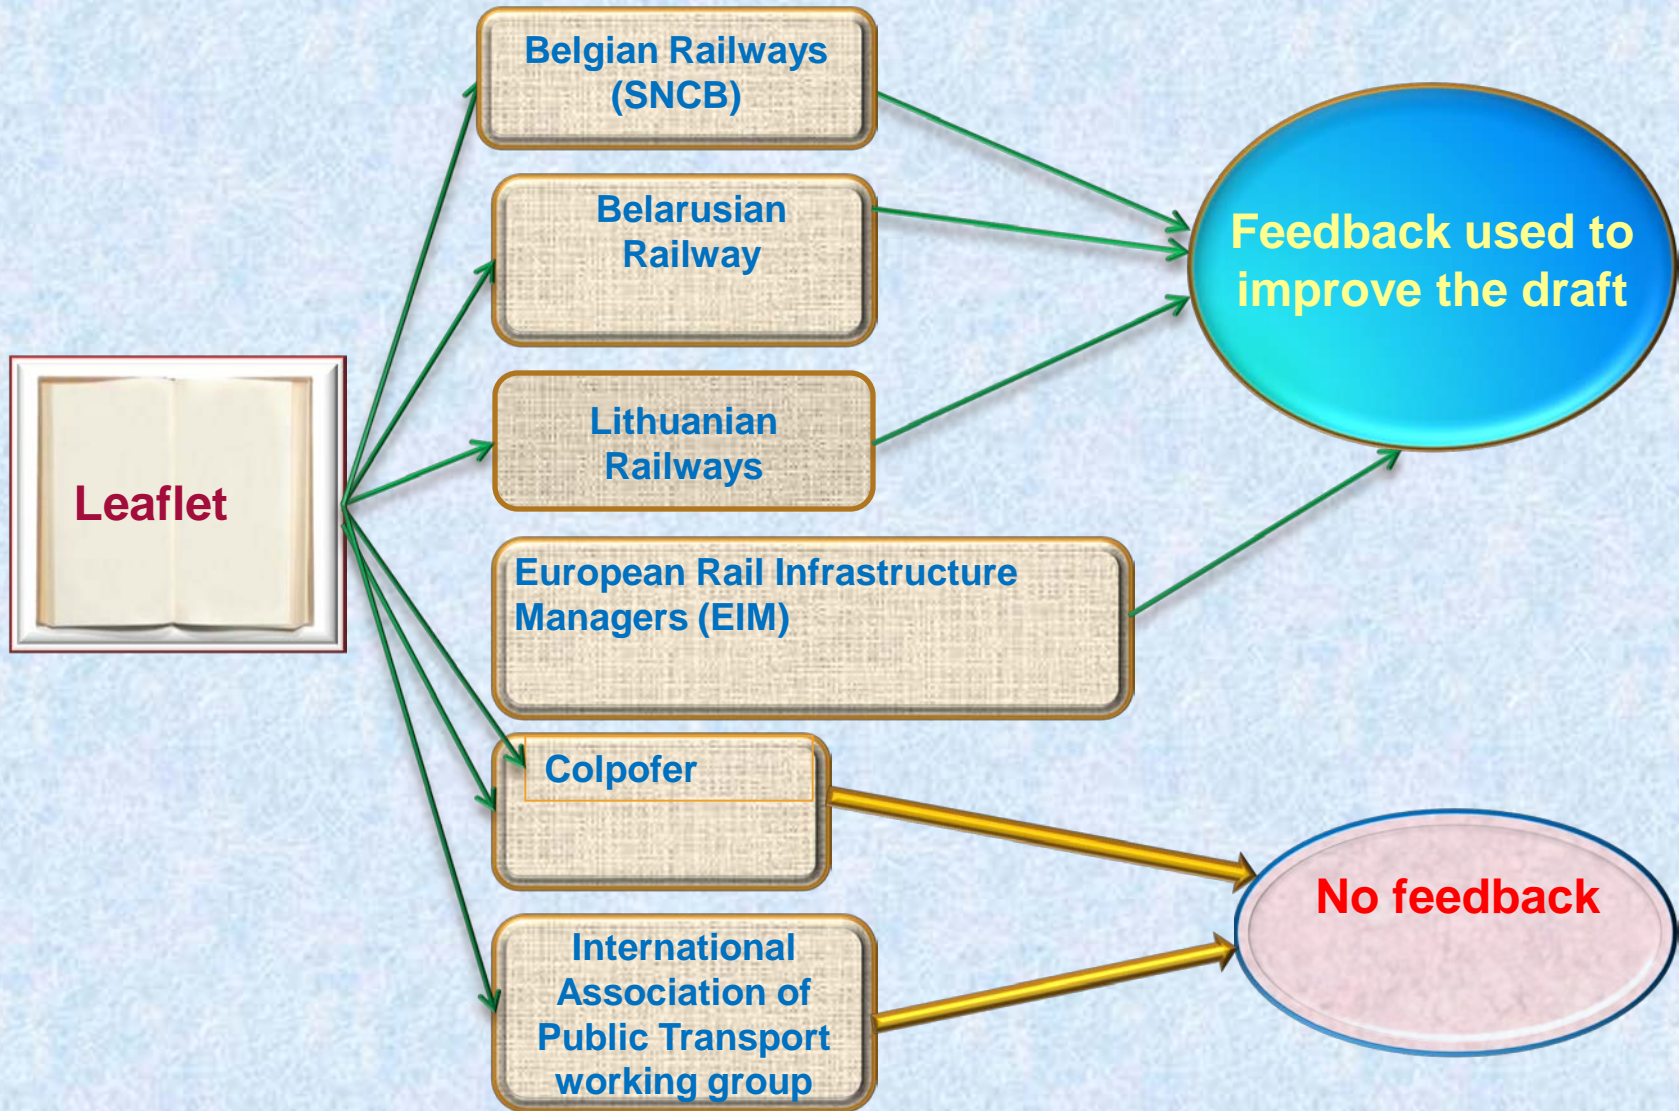 Belgian Railways
(SNCB)
Belarusian
Railway
Lithuanian
Railways
Leaflet
European Rail Infrastructure
Managers (EIM)
Colpofer
International
Association of
Public Transport
working group
Feedback used to
improve the draft
No feedback